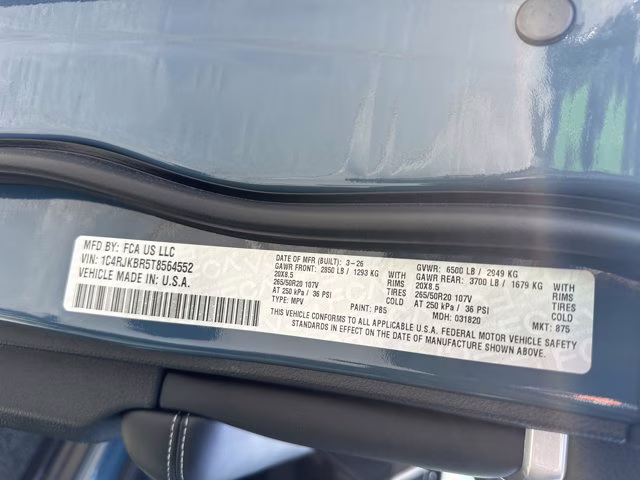 MFD BY: FCA US LLC
VIN: 1C4RJKBR5T8564552
VEHICLE MADE IN: U.S.A.
DATE OF MFR (BUILT): 3-26
GAWR FRONT: 2850 LB / 1293 KG WITH
20X8.5 RIMS
265/50R20 107V TIRES
AT 250 kPa / 36 PSI COLD
TYPE: MPV PAINT: PB5
GVWR: 6500 LB / 2949 KG
GAWR REAR: 3700 LB / 1679 KG WITH
20X8.5 RIMS
265/50R20 107V TIRES
AT 250 kPa / 36 PSI COLD
MDH: 031820 MKT: 875
THIS VEHICLE CONFORMS TO ALL APPLICABLE U.S.A. FEDERAL MOTOR VEHICLE SAFETY
STANDARDS IN EFFECT ON THE DATE OF MANUFACTURE SHOWN ABOVE.